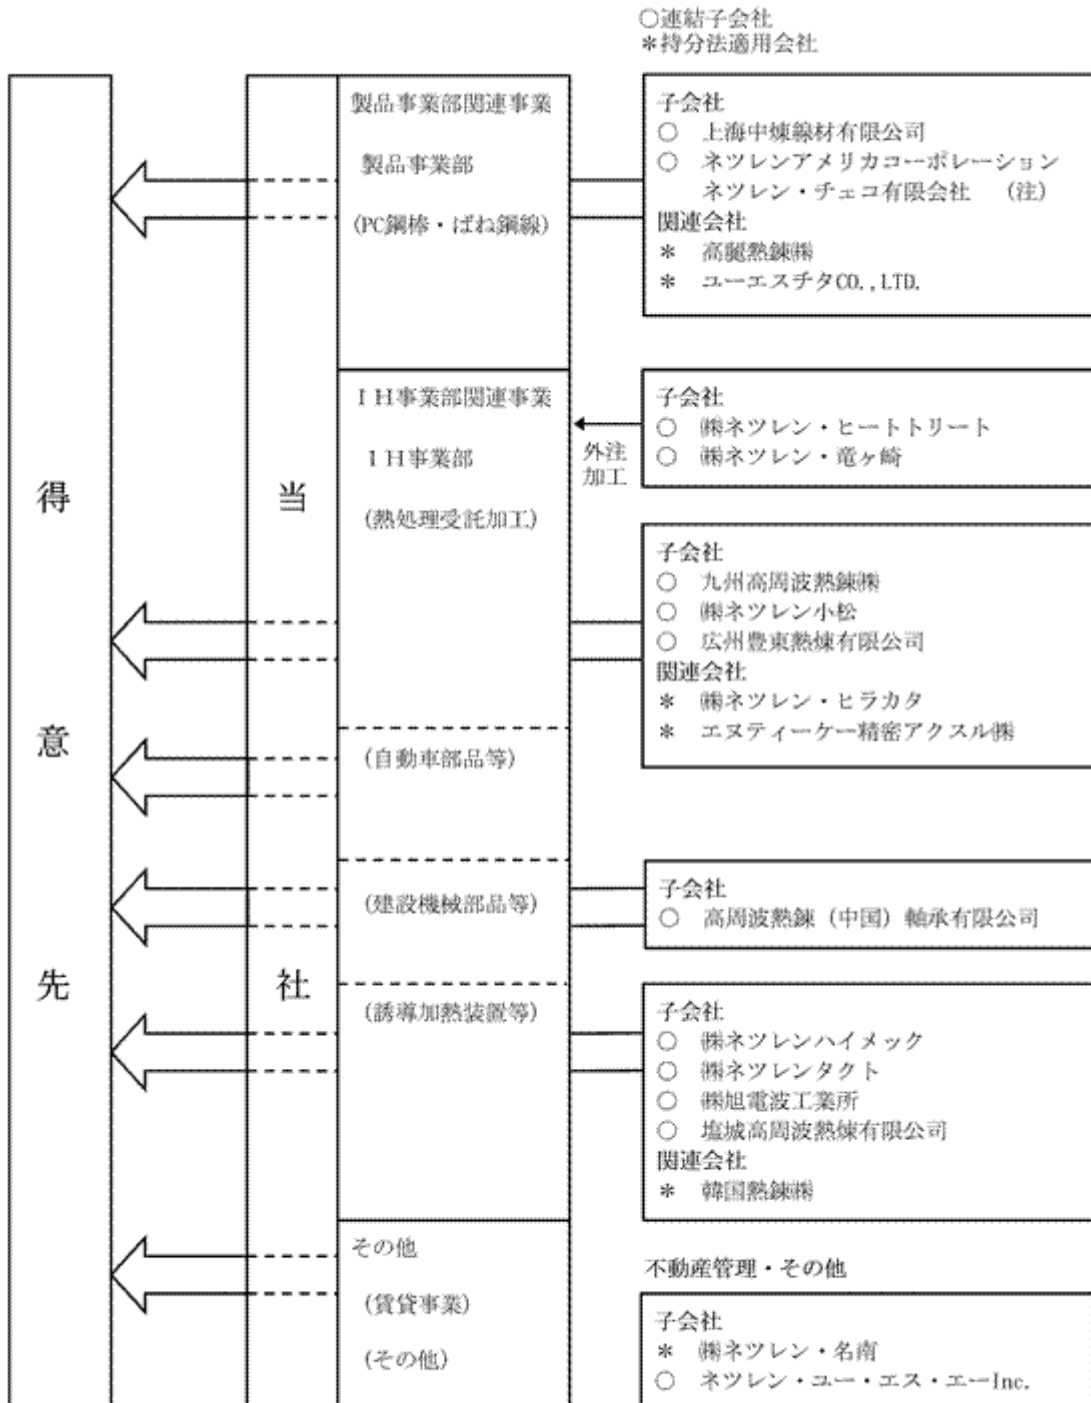 ○連結子会社
＊持分法適用会社
得意先
当社
製品事業部関連事業
製品事業部
(PC鋼棒・ばね鋼線)
子会社
○ 上海中煉線材有限公司
○ ネツレンアメリカコーポレーション
ネツレン・チェコ有限会社 （注）
関連会社
＊ 高麗熱錬㈱
＊ ユーエスチタCO.,LTD.
ＩＨ事業部関連事業
ＩＨ事業部
(熱処理受託加工)
外注
加工
子会社
○ ㈱ネツレン・ヒートトリート
○ ㈱ネツレン・竜ヶ崎
子会社
○ 九州高周波熱錬㈱
○ ㈱ネツレン小松
○ 広州豊東熱煉有限公司
関連会社
＊ ㈱ネツレン・ヒラカタ
＊ エヌティーケー精密アクスル㈱
(自動車部品等)
(建設機械部品等)
子会社
○ 高周波熱錬（中国）軸承有限公司
(誘導加熱装置等)
子会社
○ ㈱ネツレンハイメック
○ ㈱ネツレンタクト
○ ㈱旭電波工業所
○ 塩城高周波熱煉有限公司
関連会社
＊ 韓国熱錬㈱
その他
(賃貸事業)
(その他)
不動産管理・その他
子会社
＊ ㈱ネツレン・名南
○ ネツレン・ユー・エス・エーInc.